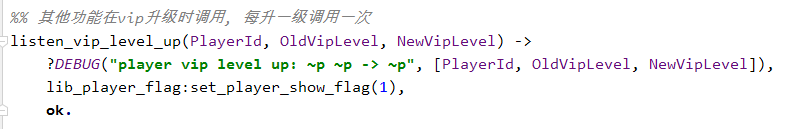 %% 其他功能在vip升级时调用, 每升一级调用一次
listen_vip_level_up(PlayerId, OldVipLevel, NewVipLevel) ->
?DEBUG("player vip level up: ~p ~p -> ~p", [PlayerId, OldVipLevel, NewVipLevel]),
lib_player_flag:set_player_show_flag(1),
ok.